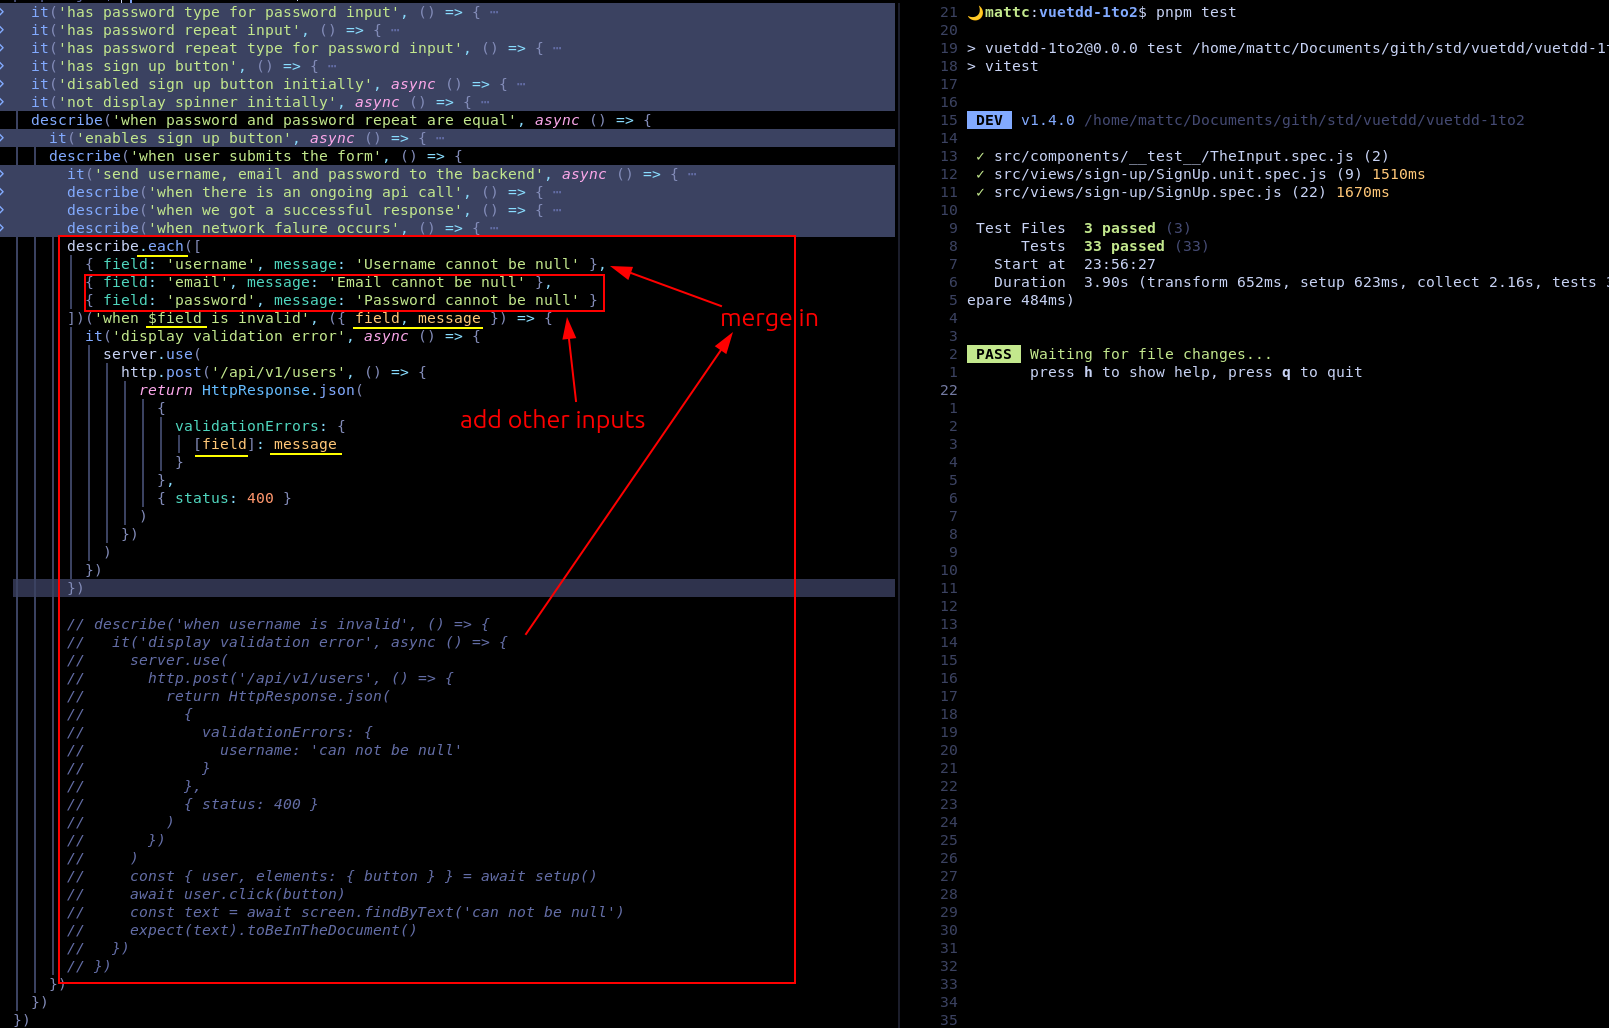 it('has password type for password input', () => { ⋯
it('has password repeat input', () => { ⋯
it('has password repeat type for password input', () => { ⋯
it('has sign up button', () => { ⋯
it('disabled sign up button initially', async () => { ⋯
it('not display spinner initially', async () => { ⋯
describe('when password and password repeat are equal', async () => {
it('enables sign up button', async () => { ⋯
describe('when user submits the form', () => {
it('send username, email and password to the backend', async () => { ⋯
describe('when there is an ongoing api call', () => { ⋯
describe('when we got a successful response', () => { ⋯
describe('when network falure occurs', () => { ⋯
describe.each([
{ field: 'username', message: 'Username cannot be null' },
{ field: 'email', message: 'Email cannot be null' },
{ field: 'password', message: 'Password cannot be null' }
])('when $field is invalid', ({ field, message }) => {
it('display validation error', async () => {
server.use(
http.post('/api/v1/users', () => {
return HttpResponse.json(
{
validationErrors: {
[field]: message
}
},
{ status: 400 }
)
})
)
})
})
// describe('when username is invalid', () => {
//   it('display validation error', async () => {
//     server.use(
//       http.post('/api/v1/users', () => {
//         return HttpResponse.json(
//           {
//             validationErrors: {
//               username: 'can not be null'
//             }
//           },
//           { status: 400 }
//         )
//       })
//     )
//     const { user, elements: { button } } = await setup()
//     await user.click(button)
//     const text = await screen.findByText('can not be null')
//     expect(text).toBeInTheDocument()
//   })
// })
})
})
})
merge in
add other inputs
21 🌙mattc:vuetdd-1to2$ pnpm test
20
19 > vuetdd-1to2@0.0.0 test /home/mattc/Documents/gith/std/vuetdd/vuetdd-1
18 > vitest
17
16
15 DEV v1.4.0 /home/mattc/Documents/gith/std/vuetdd/vuetdd-1to2
14
13 ✓ src/components/__test__/TheInput.spec.js (2)
12 ✓ src/views/sign-up/SignUp.unit.spec.js (9) 1510ms
11 ✓ src/views/sign-up/SignUp.spec.js (22) 1670ms
10
9 Test Files 3 passed (3)
8 Tests 33 passed (33)
7 Start at 23:56:27
6 Duration 3.90s (transform 652ms, setup 623ms, collect 2.16s, tests
5 epare 484ms)
4
3
2 PASS Waiting for file changes...
1 press h to show help, press q to quit
22
1
2
3
4
5
6
7
8
9
10
11
12
13
14
15
16
17
18
19
20
21
22
23
24
25
26
27
28
29
30
31
32
33
34
35